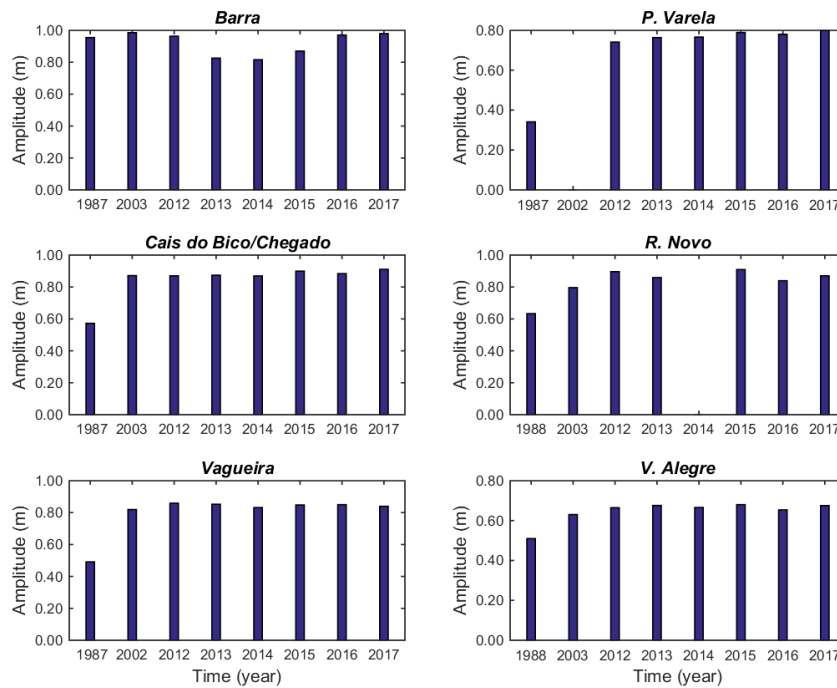 Barra
1.00
0.80
0.60
0.40
0.20
0.00
Amplitude (m)
1987 2003 2012 2013 2014 2015 2016 2017
P. Varela
0.80
0.60
0.40
0.20
0.00
Amplitude (m)
1987 2002 2012 2013 2014 2015 2016 2017
Cais do Bico/Chegado
1.00
0.80
0.60
0.40
0.20
0.00
Amplitude (m)
1987 2003 2012 2013 2014 2015 2016 2017
R. Novo
1.00
0.80
0.60
0.40
0.20
0.00
Amplitude (m)
1988 2003 2012 2013 2014 2015 2016 2017
Vagueira
1.00
0.80
0.60
0.40
0.20
0.00
Amplitude (m)
1987 2002 2012 2013 2014 2015 2016 2017
Time (year)
V. Alegre
0.80
0.60
0.40
0.20
0.00
Amplitude (m)
1988 2003 2012 2013 2014 2015 2016 2017
Time (year)